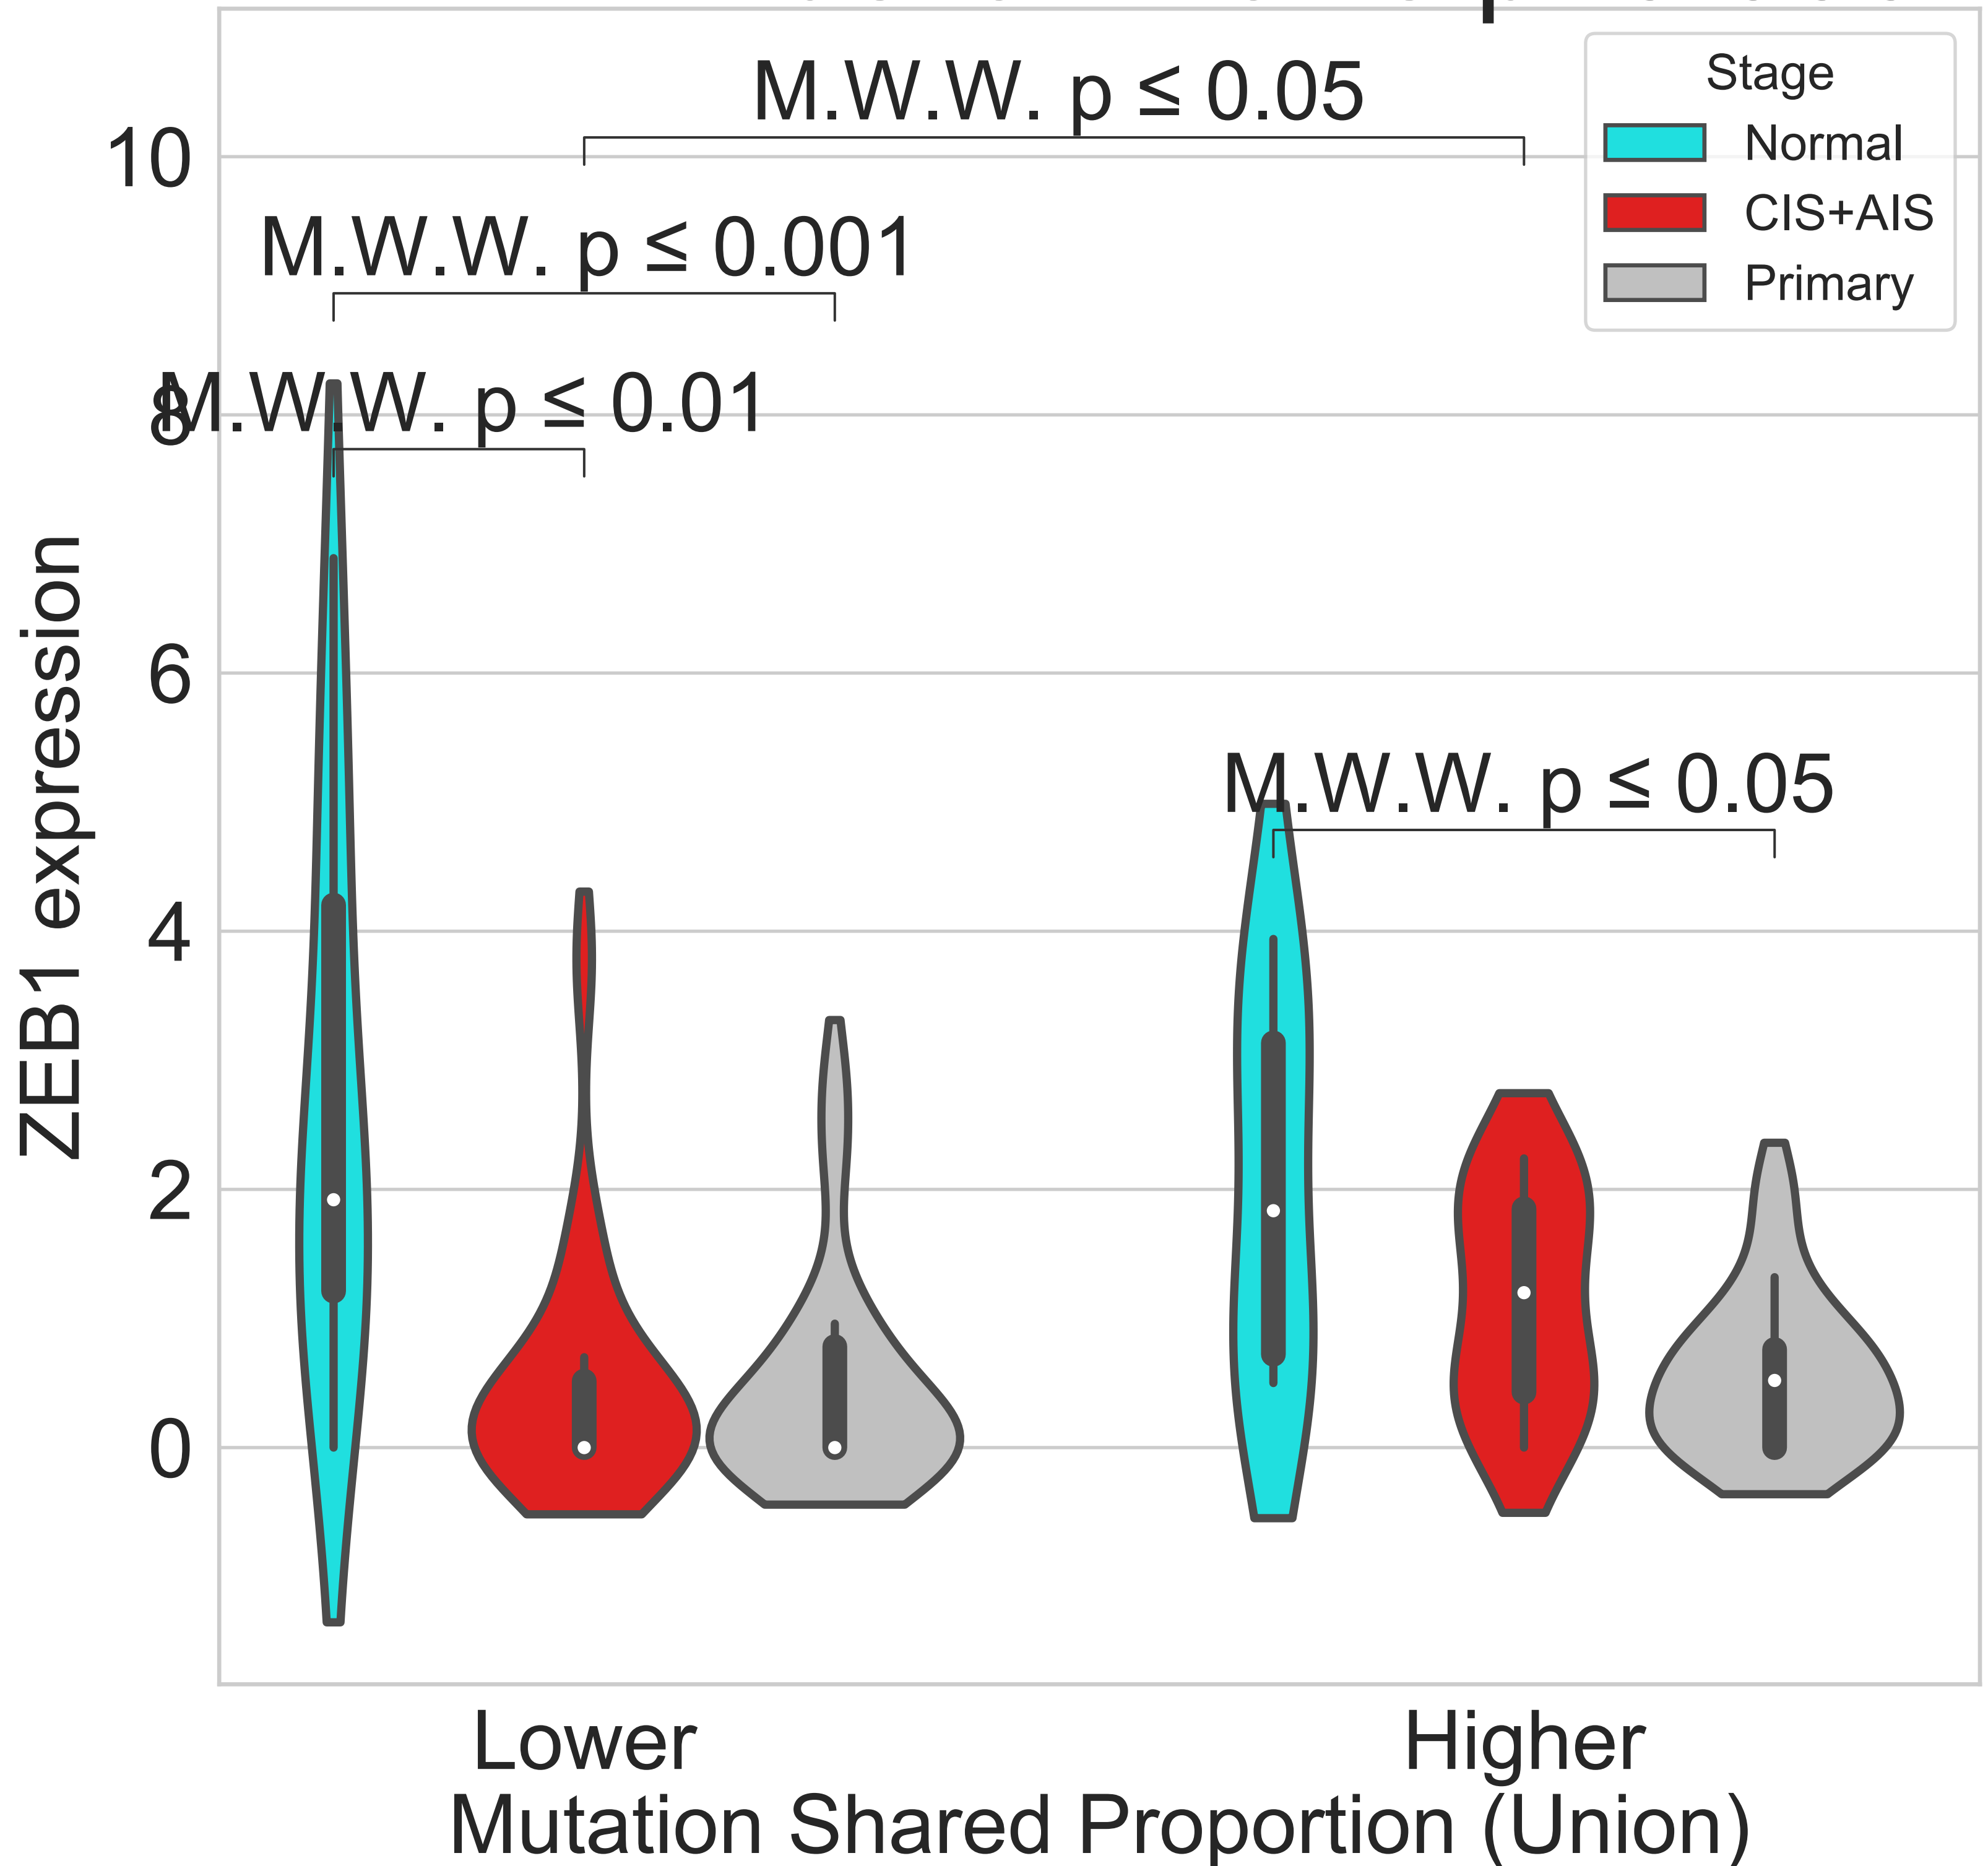 M.W.W. p ≤ 0.05
Stage
Normal
CIS+AIS
Primary
10
M.W.W. p ≤ 0.001
8
M.W.W. p ≤ 0.01
6
M.W.W. p ≤ 0.05
4
2
0
ZEB1 expression
Lower
Higher
Mutation Shared Proportion (Union)